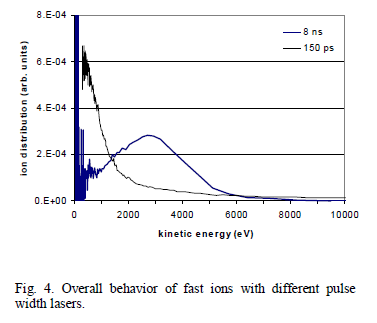 8.E-04
6.E-04
4.E-04
2.E-04
0.E+00
ion distribution (arb. units)
8 ns
150 ps
0 2000 4000 6000 8000 10000
kinetic energy (eV)
Fig. 4. Overall behavior of fast ions with different pulse
width lasers.